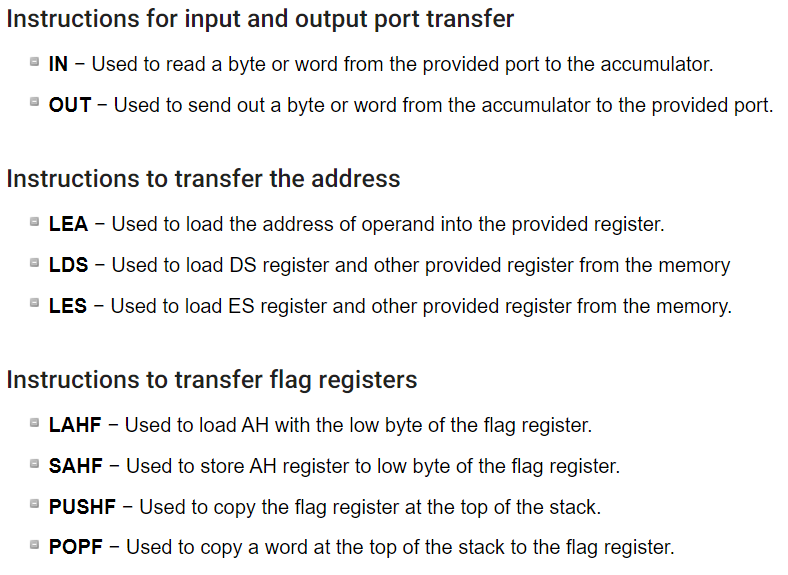 Instructions for input and output port transfer
IN − Used to read a byte or word from the provided port to the accumulator.
OUT − Used to send out a byte or word from the accumulator to the provided port.
Instructions to transfer the address
LEA − Used to load the address of operand into the provided register.
LDS − Used to load DS register and other provided register from the memory
LES − Used to load ES register and other provided register from the memory.
Instructions to transfer flag registers
LAHF − Used to load AH with the low byte of the flag register.
SAHF − Used to store AH register to low byte of the flag register.
PUSHF − Used to copy the flag register at the top of the stack.
POPF − Used to copy a word at the top of the stack to the flag register.